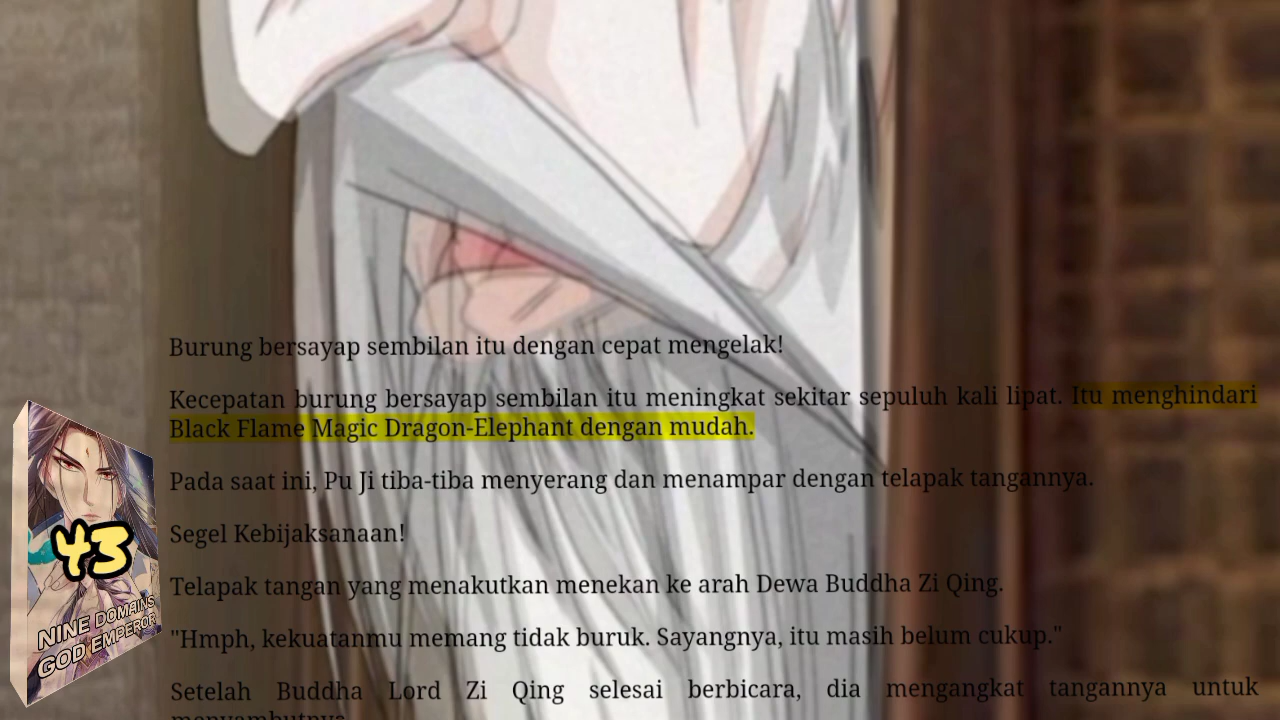 Burung bersayap sembilan itu dengan cepat mengelak!
Kecepatan burung bersayap sembilan itu meningkat sekitar sepuluh kali lipat. Itu menghindari
Black Flame Magic Dragon-Elephant dengan mudah.
Pada saat ini, Pu Ji tiba-tiba menyerang dan menampar dengan telapak tangannya.
Segel Kebijaksanaan!
Telapak tangan yang menakutkan menekan ke arah Dewa Buddha Zi Qing.
"Hmph, kekuatanmu memang tidak buruk. Sayangnya, itu masih belum cukup."
Setelah Buddha Lord Zi Qing selesai berbicara, dia mengangkat tangannya untuk
menyambutnya.
43
NINE DOMAINS
GOD EMPEROR